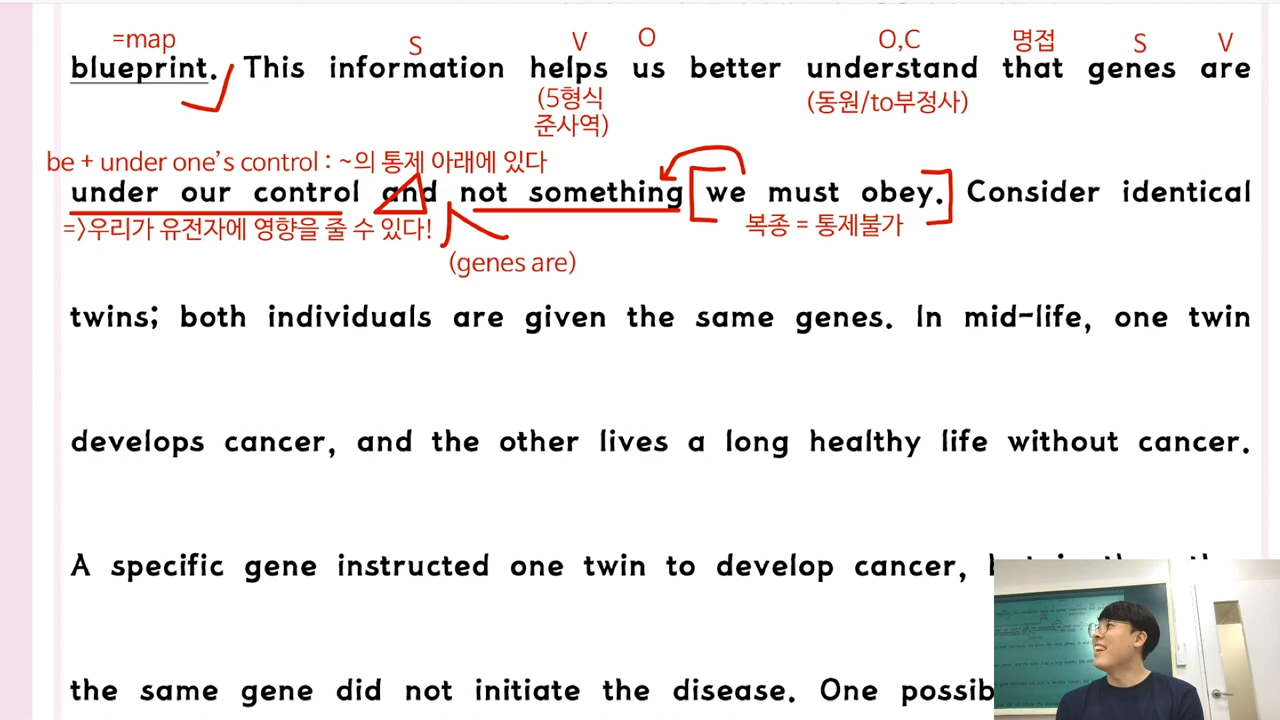 =map S V O O,C 명접 S V
blueprint. This information helps us better understand that genes are
(5형식 (동원/to부정사)
준사역)
be + under one's control : ~의 통제 아래에 있다
under our control and not something we must obey. Consider identical
=>우리가 유전자에 영향을 줄 수 있다! 복종 = 통제불가
(genes are)
twins; both individuals are given the same genes. In mid-life, one twin
develops cancer, and the other lives a long healthy life without cancer.
A specific gene instructed one twin to develop cancer,
the same gene did not initiate the disease. One